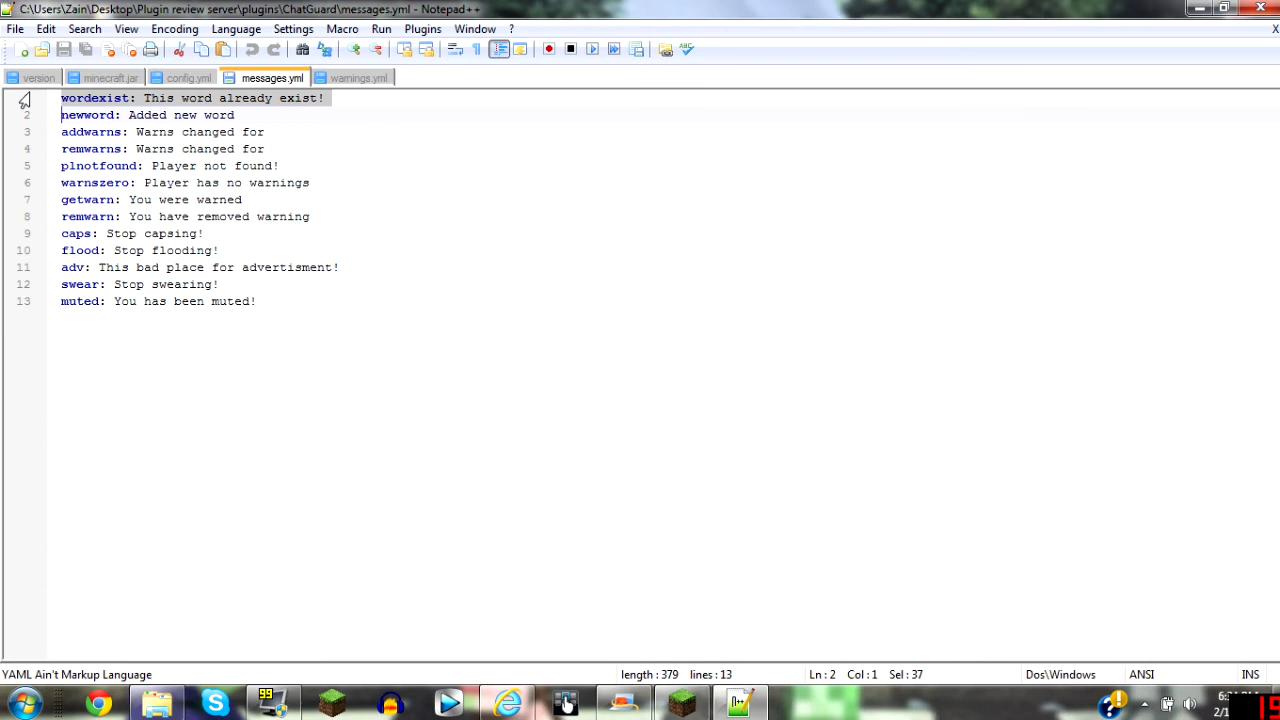 C:\Users\Zain\Desktop\Plugin review server\plugins\ChatGuard\messages.yml - Notepad++
File Edit Search View Encoding Language Settings Macro Run Plugins Window ? X
version minecraft.jar config.yml messages.yml warnings.yml
wordexist: This word already exist!
2 newword: Added new word
3 addwarns: Warns changed for
4 remwarns: Warns changed for
5 plnotfound: Player not found!
6 warnszero: Player has no warnings
7 getwarn: You were warned
8 remwarn: You have removed warning
9 caps: Stop capsing!
10 flood: Stop flooding!
11 adv: This bad place for advertisment!
12 swear: Stop swearing!
13 muted: You has been muted!
YAML Ain't Markup Language length : 379 lines : 13 Ln : 2 Col : 1 Sel : 37 Dos\Windows ANSI INS
99